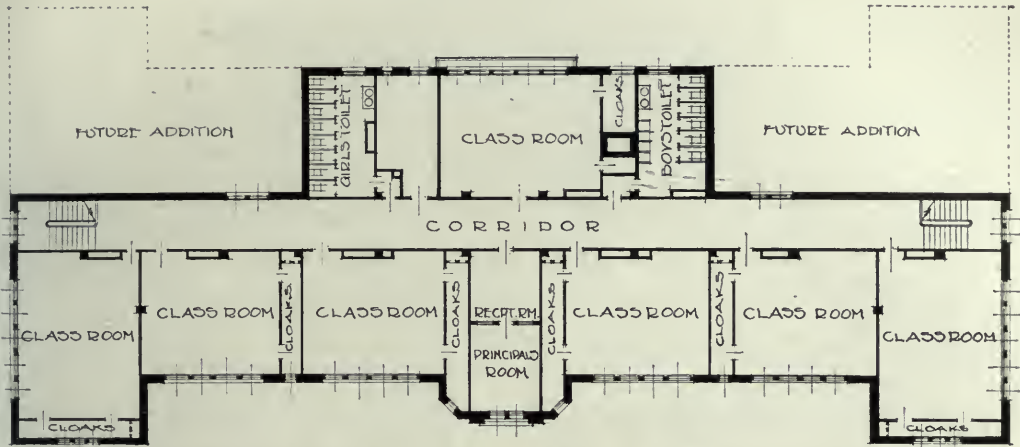 FUTURE ADDITION
GIRLS TOILET
CLASS ROOM
CLOAKS
BOYS TOILET
FUTURE ADDITION
CORRIDOR
CLASS ROOM
CLASS ROOM
CLOAKS
CLASS ROOM
CLOAKS
RECPT. RM.
PRINCIPALS
ROOM
CLOAKS
CLASS ROOM
CLOAKS
CLASS ROOM
CLASS ROOM
CLOAKS
CLOAKS